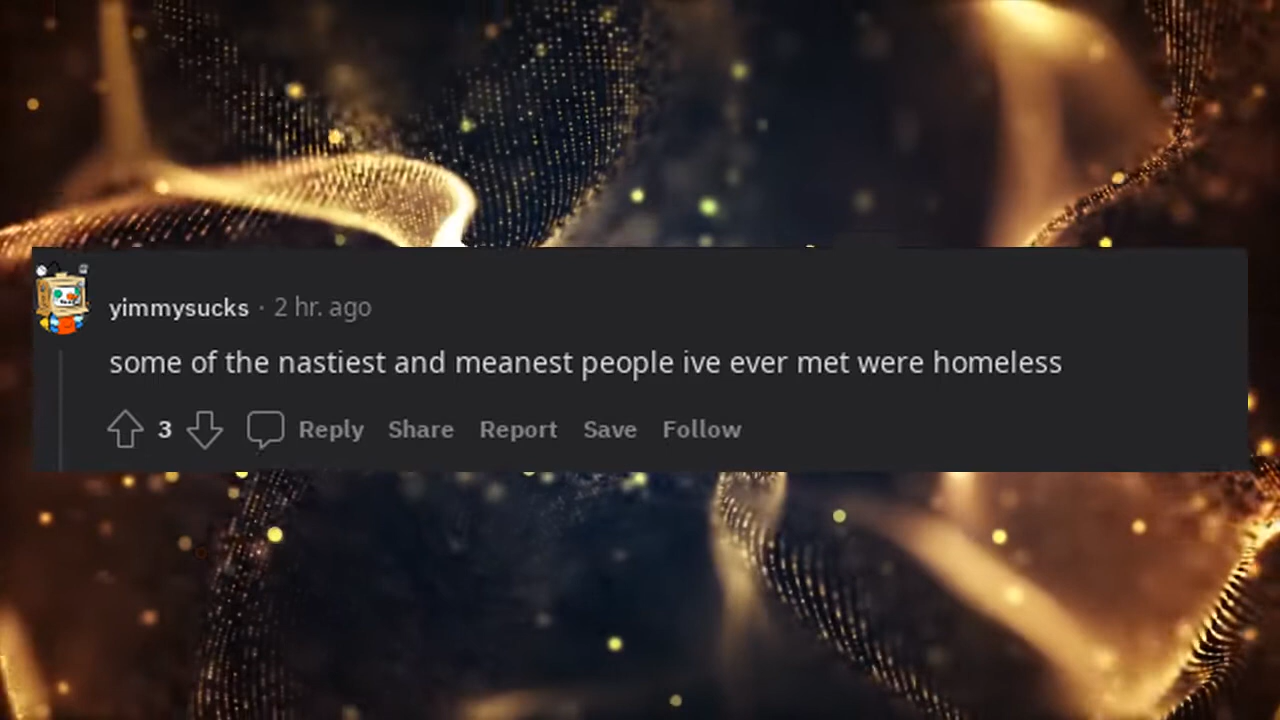 yimmysucks · 2 hr. ago
some of the nastiest and meanest people ive ever met were homeless
3 Reply Share Report Save Follow